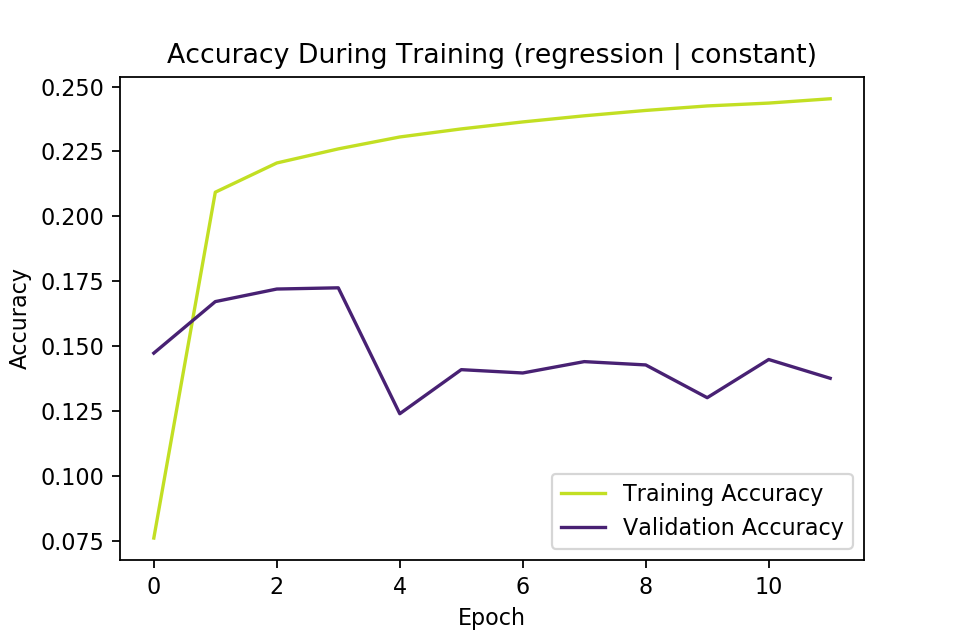 Accuracy During Training (regression | constant)
0.250
0.225
0.200
0.175
0.150
0.125
0.100
0.075
Accuracy
Training Accuracy
Validation Accuracy
0 2 4 6 8 10
Epoch